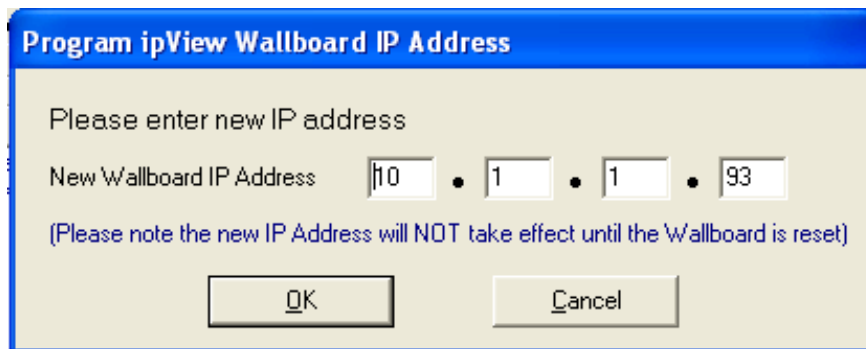 Program ipView Wallboard IP Address
Please enter new IP address
New Wallboard IP Address 10 • 1 • 1 • 93
(Please note the new IP Address will NOT take effect until the Wallboard is reset)
OK Cancel